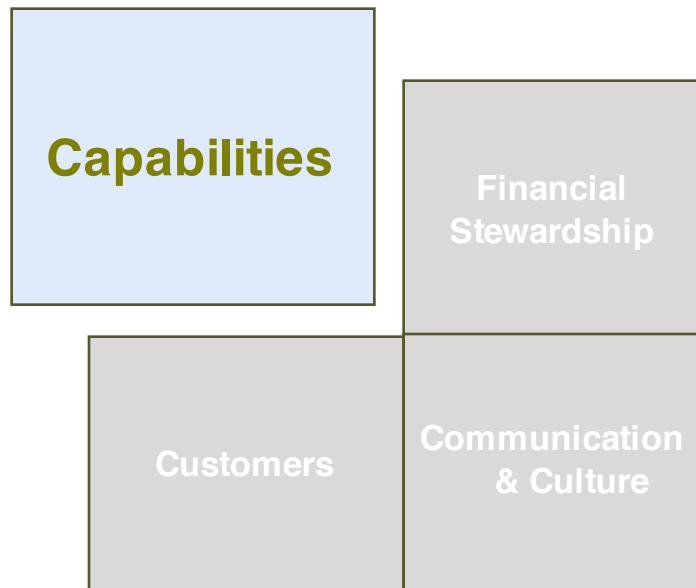 Capabilities
Financial
Stewardship
Customers
Communication
& Culture